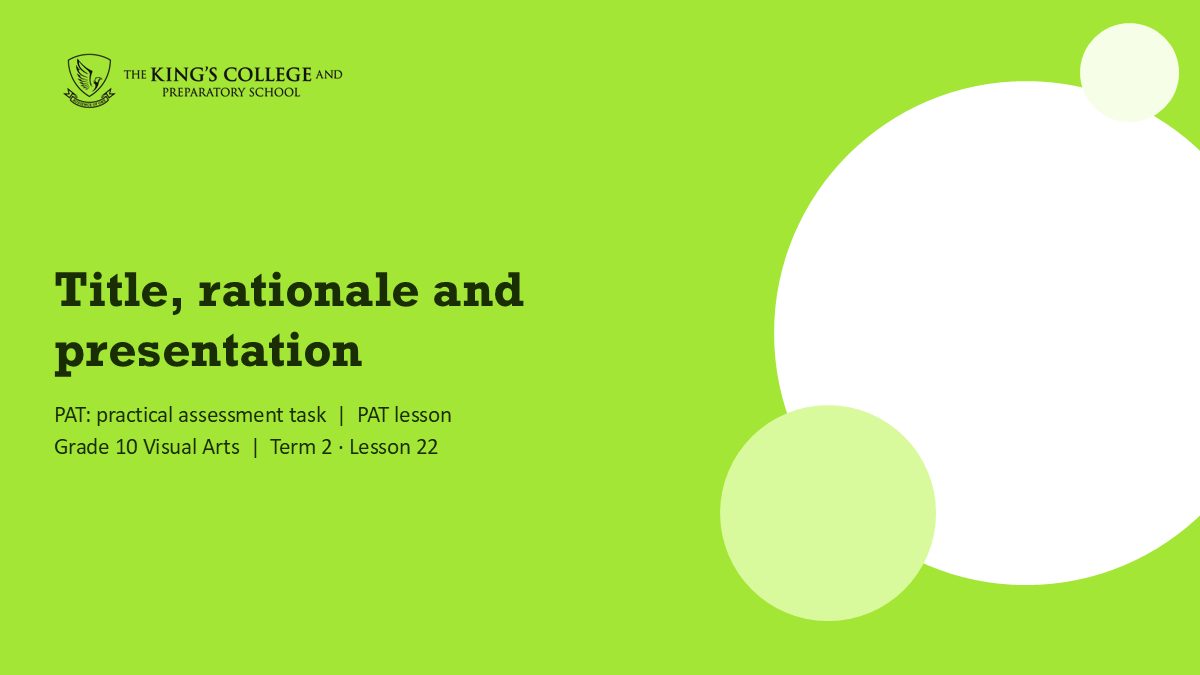 THE KING'S COLLEGE AND
PREPARATORY SCHOOL
Title, rationale and
presentation
PAT: practical assessment task | PAT lesson
Grade 10 Visual Arts | Term 2 · Lesson 22